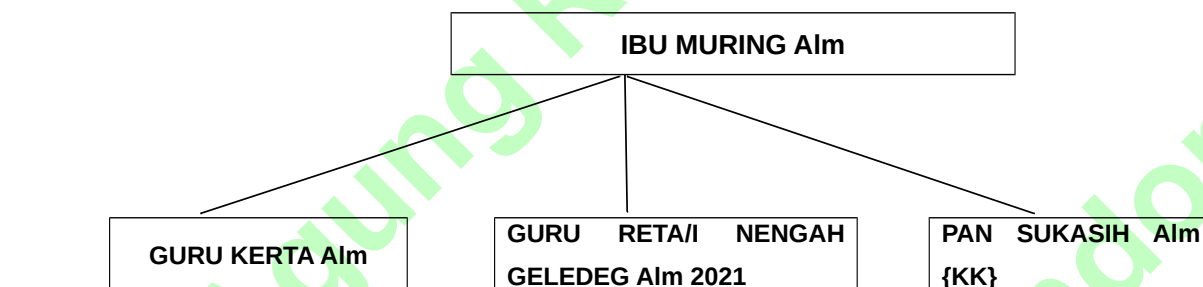 IBU MURING Alm
GURU KERTA Alm
GURU RETA/I NENGAH
GELEDEG Alm 2021
PAN SUKASIH Alm
{KK}